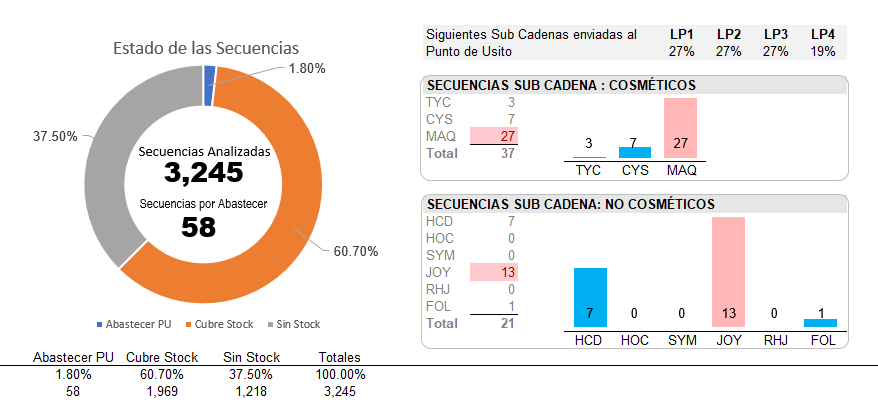 Estado de las Secuencias
1.80%
37.50%
Secuencias Analizadas
3,245
Secuencias por Abastecer
58
60.70%
Abastecer PU Cubre Stock Sin Stock
Abastecer PU Cubre Stock Sin Stock Totales
1.80% 60.70% 37.50% 100.00%
58 1,969 1,218 3,245
Siguientes Sub Cadenas enviadas al LP1 LP2 LP3 LP4
Punto de Usito 27% 27% 27% 19%
SECUENCIAS SUB CADENA : COSMÉTICOS
TYC 3
CYS 7
MAQ 27
Total 37
3 7 27
TYC CYS MAQ
SECUENCIAS SUB CADENA: NO COSMÉTICOS
HCD 7
HOC 0
SYM 0
JOY 13
RHJ 0
FOL 1
Total 21
7 0 0 13 0 1
HCD HOC SYM JOY RHJ FOL